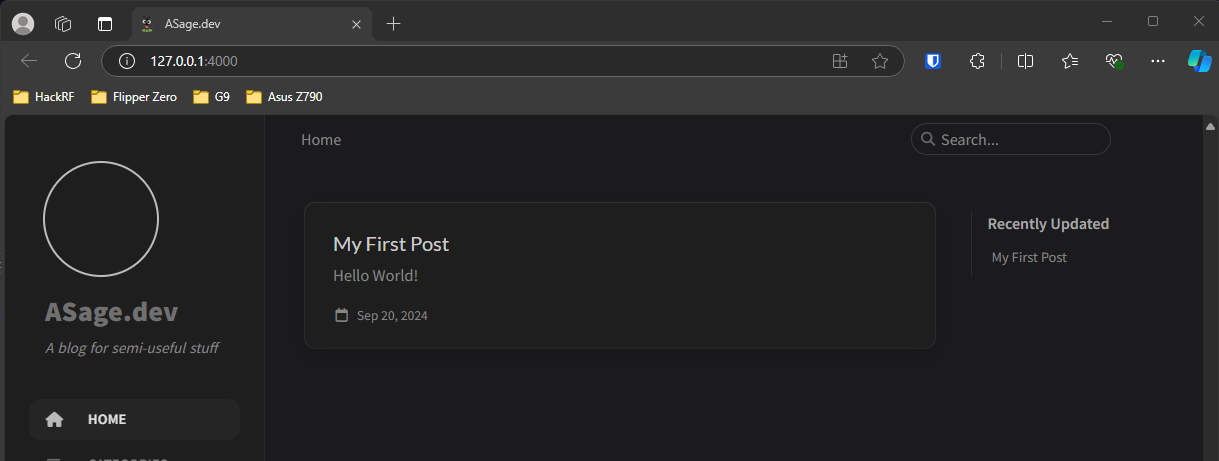 ASage.dev
127.0.0.1:4000
HackRF Flipper Zero G9 Asus Z790
Home Search...
My First Post
Hello World!
Sep 20, 2024
Recently Updated
My First Post
ASage.dev
A blog for semi-useful stuff
HOME
CATEGORIES